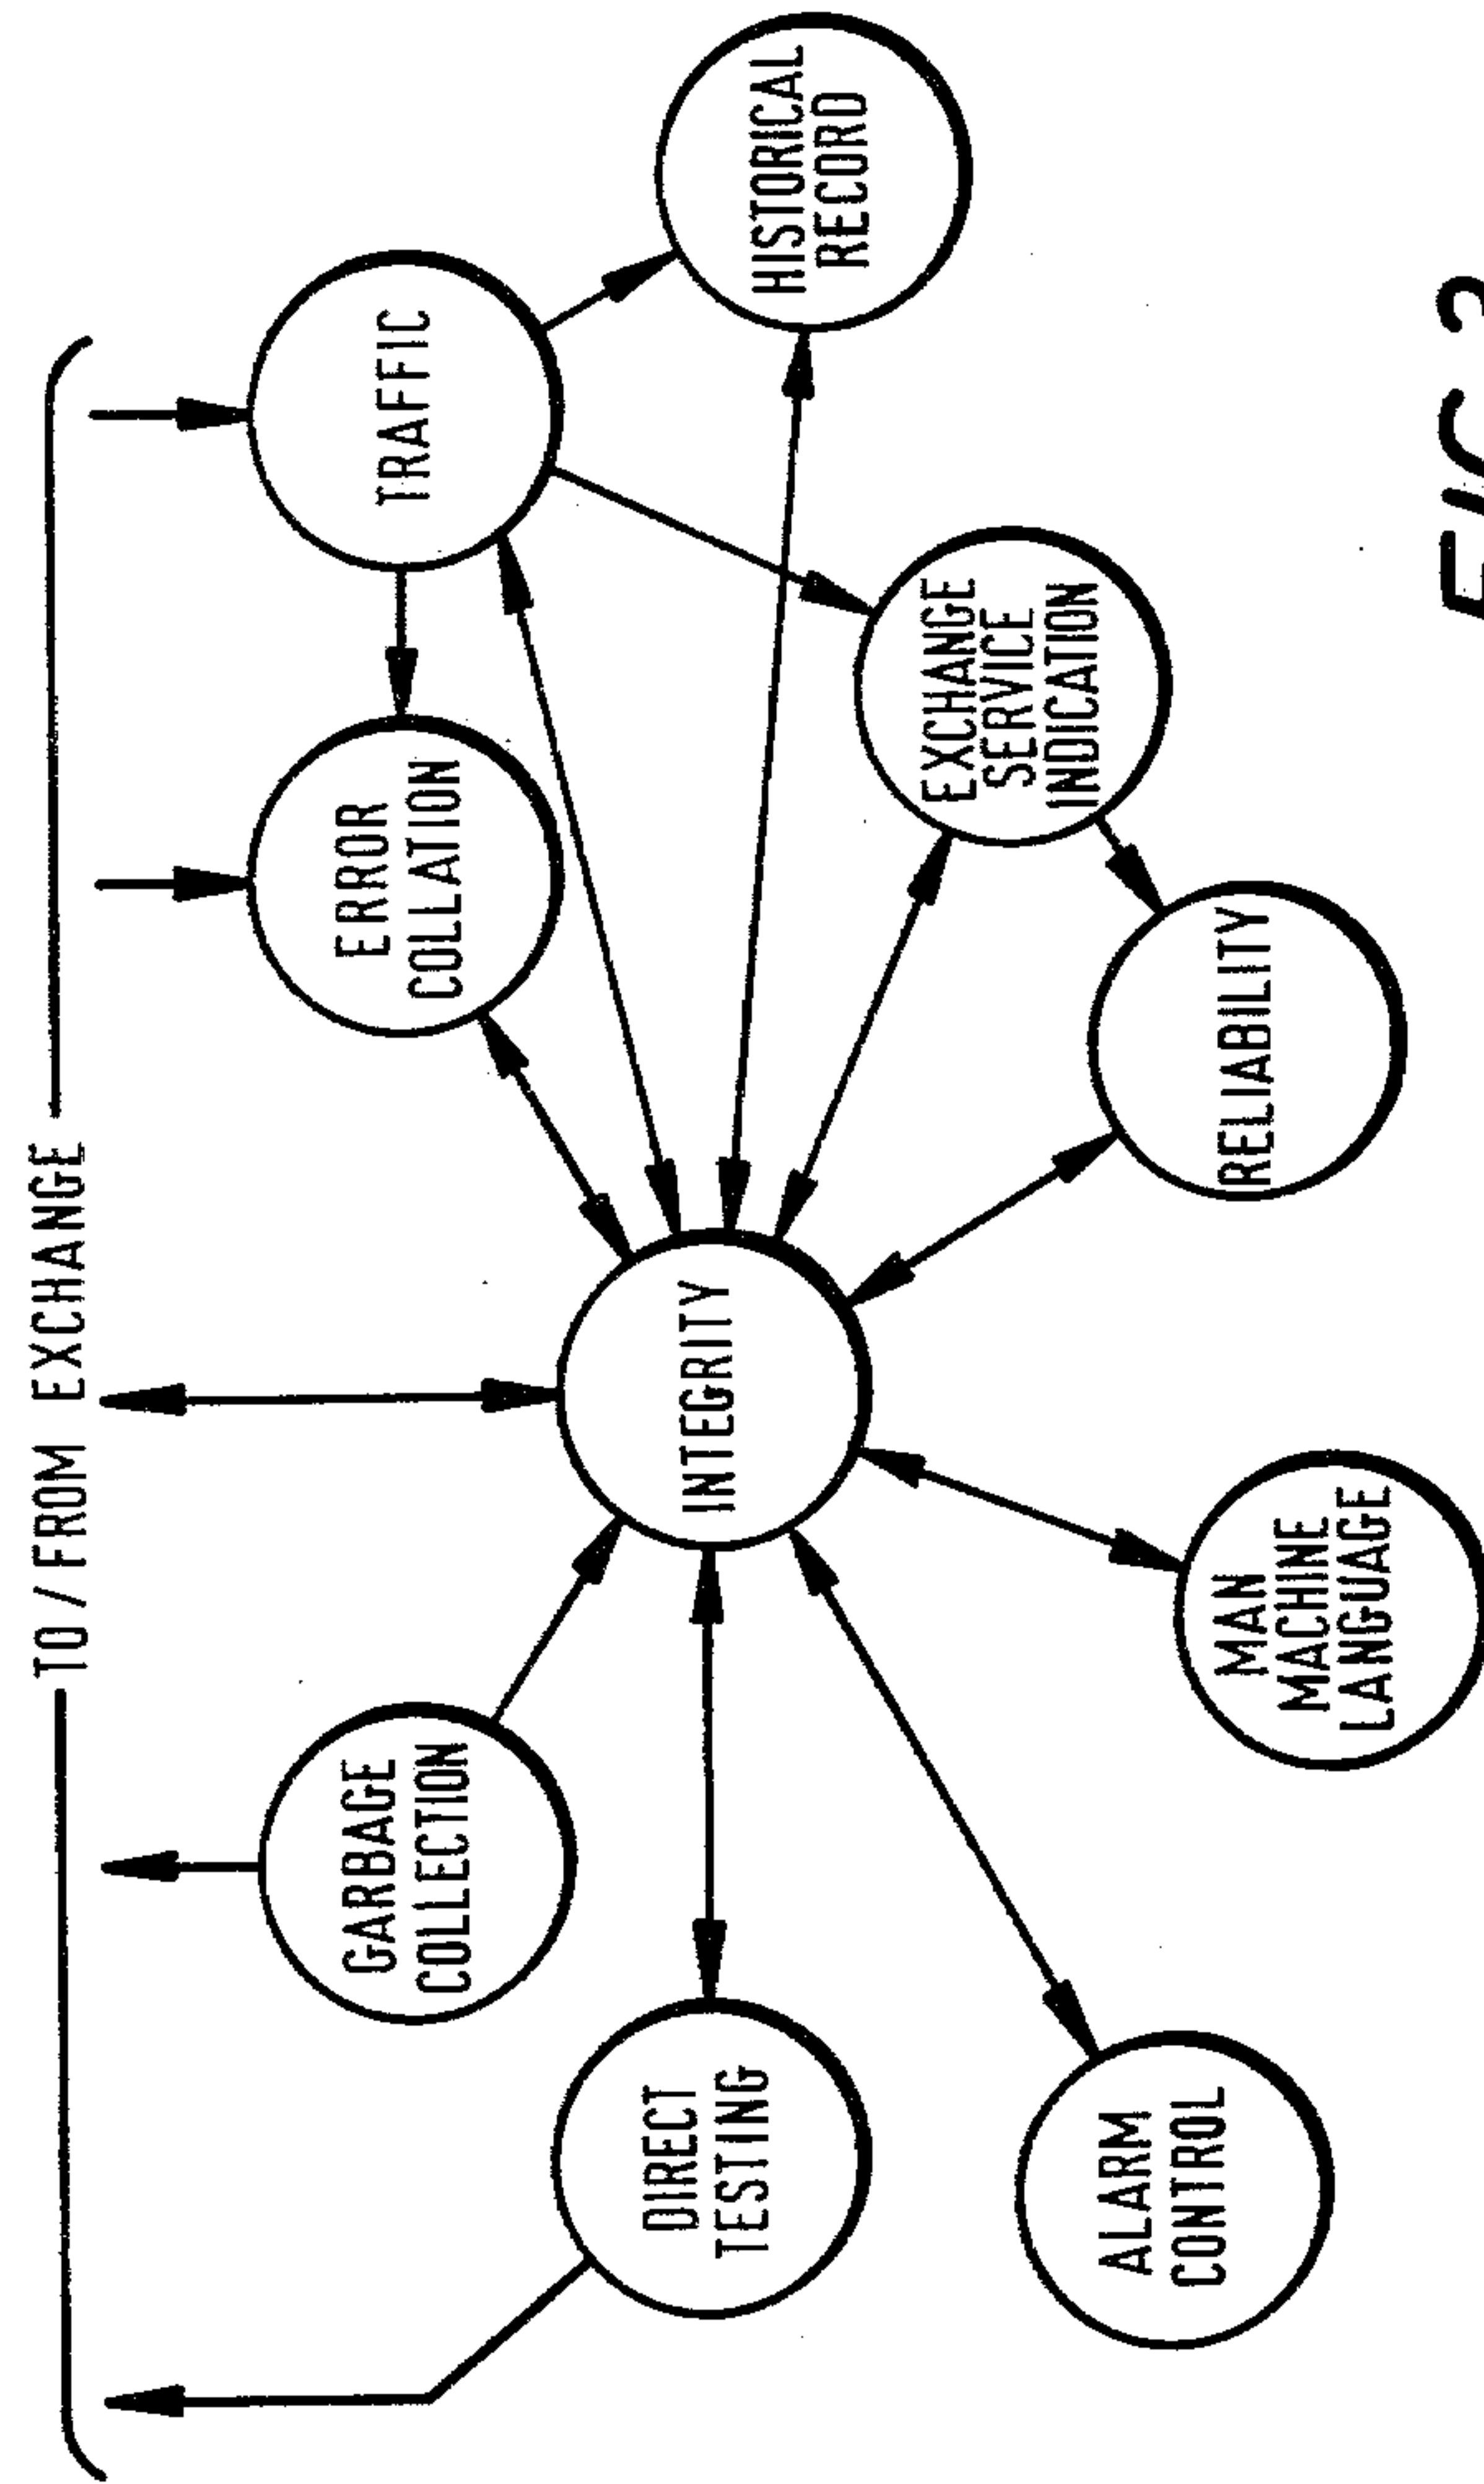 TO / FROM EXCHANGE
GARBAGE
COLLECTION
ERROR
COLLATION
TRAFFIC
DIRECT
TESTING
INTEGRITY
HISTORICAL
RECORD
ALARM
CONTROL
MAN
MACHINE
LANGUAGE
RELIABILITY
EXCHANGE
SERVICE
INDICATION